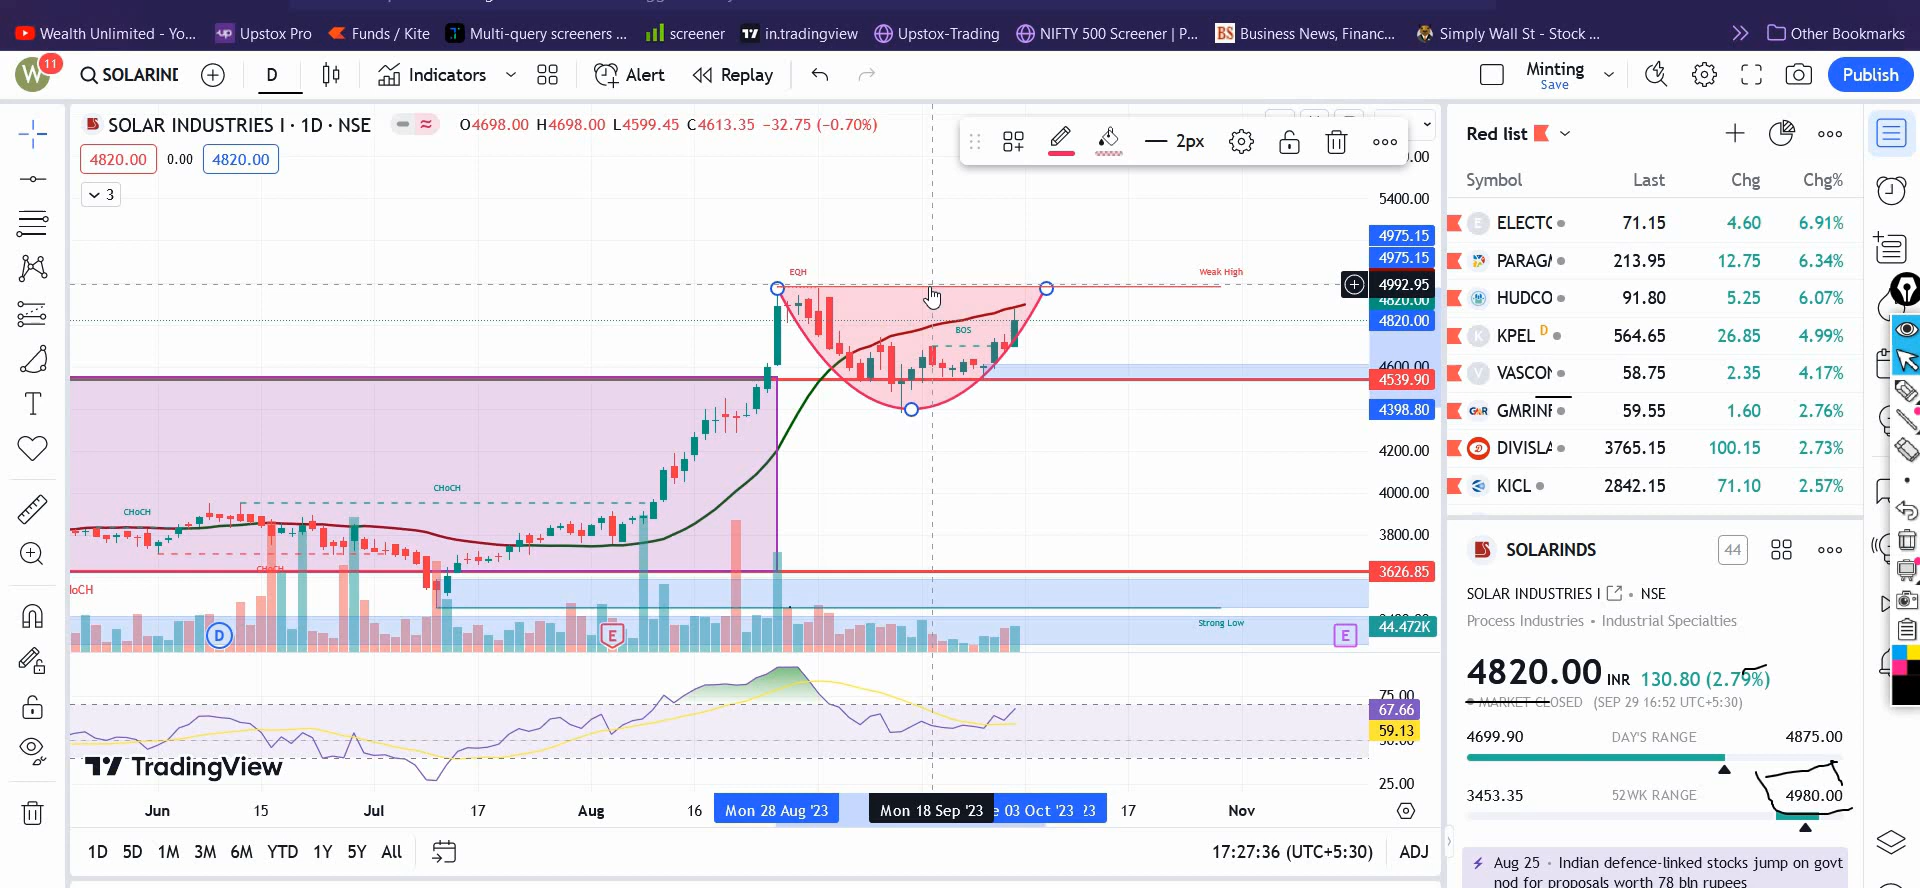 Wealth Unlimited - Yo...
up Upstox Pro
Funds / Kite
Multi-query screeners ...
screener
in.tradingview
Upstox-Trading
NIFTY 500 Screener | P...
BS Business News, Financ...
Simply Wall St - Stock ...
Other Bookmarks
W 11
SOLARIND
D
Indicators
Alert
Replay
Minting
Save
Publish
SOLAR INDUSTRIES I · 1D · NSE
O4698.00 H4698.00 L4599.45 C4613.35 −32.75 (−0.70%)
4820.00 0.00 4820.00
3
2px
5400.00
4975.15
4975.15
4992.95
4820.00
4820.00
4600.00
4539.90
4398.80
4200.00
4000.00
3800.00
3626.85
44.472K
75.00
67.66
59.13
50.00
25.00
EQH
Weak High
BOS
CHoCH
CHoCH
CHoCH
Strong Low
D
E
E
TradingView
Jun 15 Jul 17 Aug 16 Mon 28 Aug '23 Mon 18 Sep '23 e 03 Oct '23 17 Nov
1D 5D 1M 3M 6M YTD 1Y 5Y All
17:27:36 (UTC+5:30) ADJ
Red list
Symbol Last Chg Chg%
ELECTC 71.15 4.60 6.91%
PARAGM 213.95 12.75 6.34%
HUDCO 91.80 5.25 6.07%
KPEL D 564.65 26.85 4.99%
VASCON 58.75 2.35 4.17%
GMRINF 59.55 1.60 2.76%
DIVISLA 3765.15 100.15 2.73%
KICL 2842.15 71.10 2.57%
SOLARINDS
44
SOLAR INDUSTRIES I • NSE
Process Industries • Industrial Specialties
4820.00 INR 130.80 (2.79%)
MARKET CLOSED (SEP 29 16:52 UTC+5:30)
4699.90 DAY'S RANGE 4875.00
3453.35 52WK RANGE 4980.00
Aug 25 · Indian defence-linked stocks jump on govt
nod for proposals worth 78 bln rupees